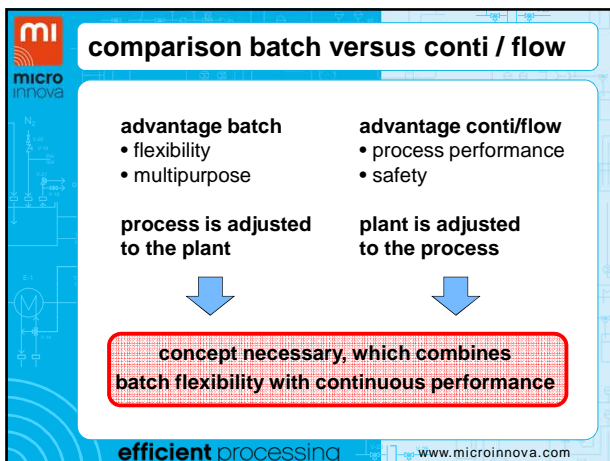 mi
micro
innova
comparison batch versus conti / flow
N₂
advantage batch
• flexibility
• multipurpose
process is adjusted
to the plant
advantage conti/flow
• process performance
• safety
plant is adjusted
to the process
E-1
M
concept necessary, which combines
batch flexibility with continuous performance
efficient processing
www.microinnova.com